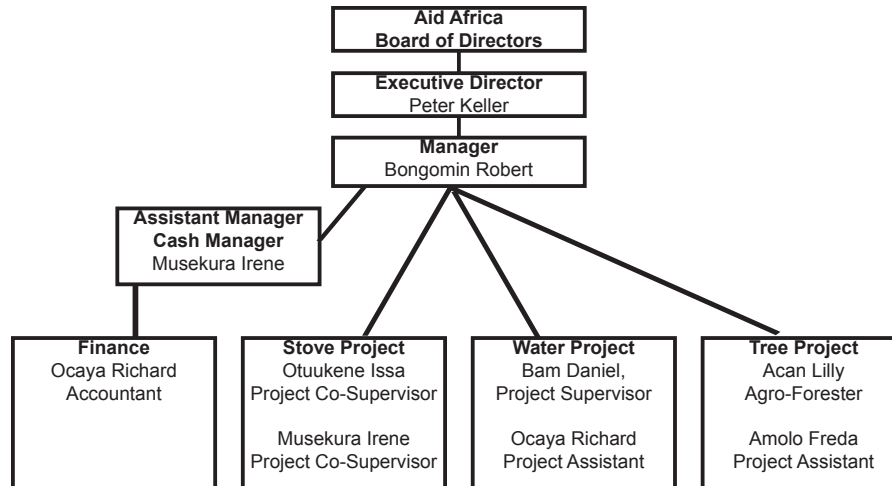 Aid Africa
Board of Directors
Executive Director
Peter Keller
Manager
Bongomin Robert
Assistant Manager
Cash Manager
Musekura Irene
Finance
Ocaya Richard
Accountant
Stove Project
Otuukene Issa
Project Co-Supervisor
Musekura Irene
Project Co-Supervisor
Water Project
Bam Daniel,
Project Supervisor
Ocaya Richard
Project Assistant
Tree Project
Acan Lilly
Agro-Forester
Amolo Freda
Project Assistant